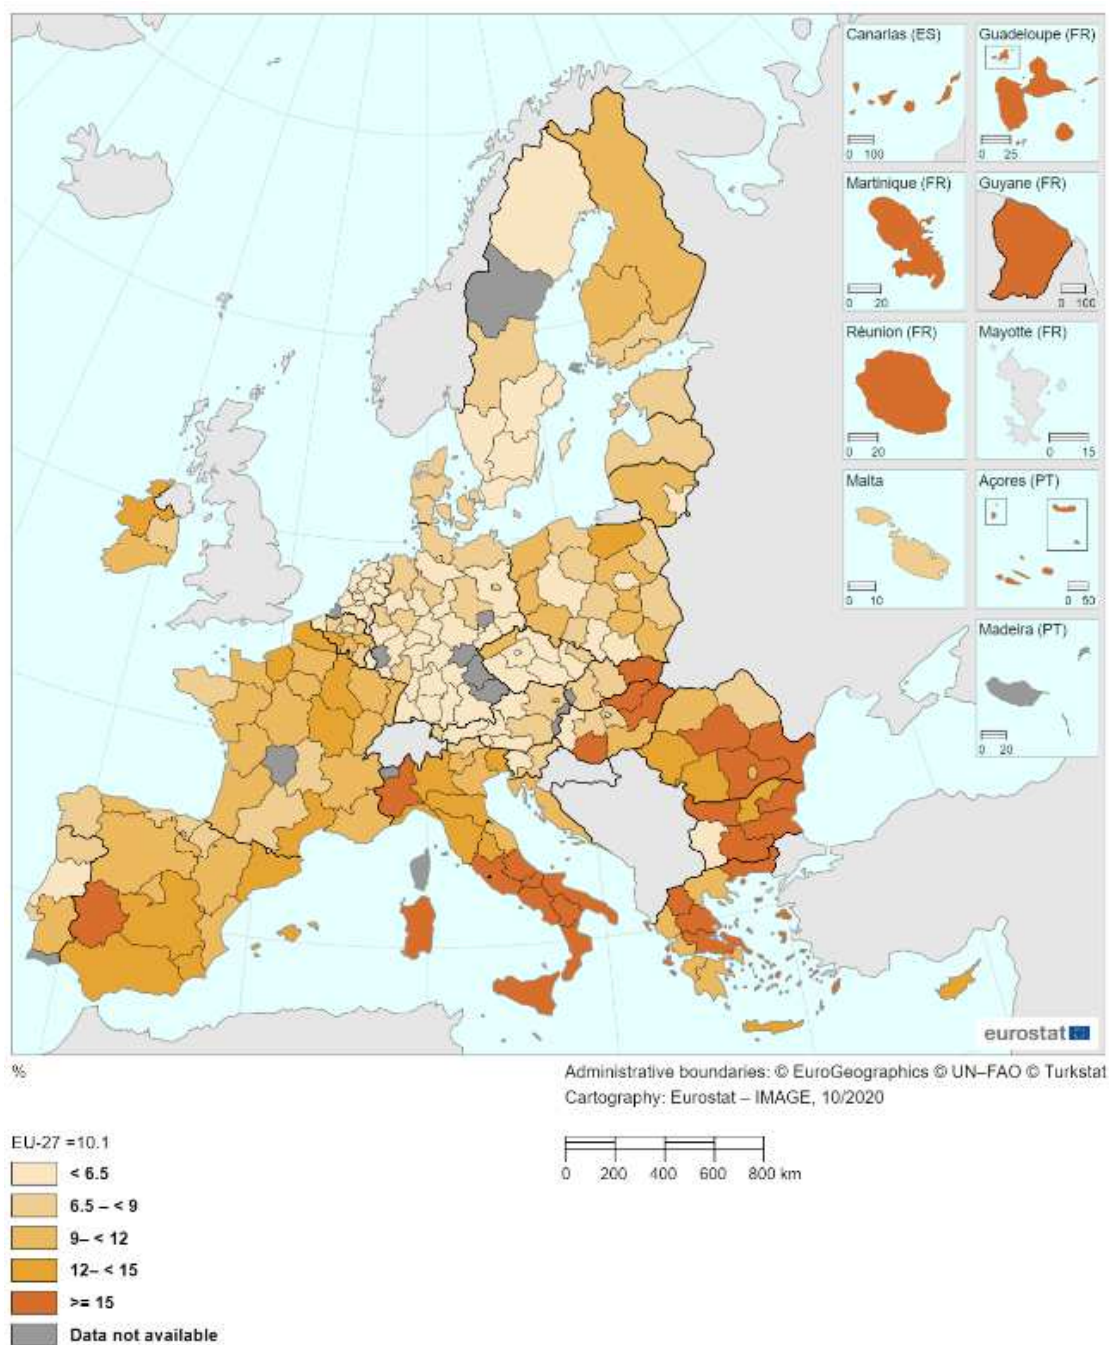 Canarias (ES)
0 100
Guadeloupe (FR)
0 25
Martinique (FR)
0 20
Guyane (FR)
0 100
Réunion (FR)
0 20
Mayotte (FR)
0 15
Malta
0 10
Açores (PT)
0 50
Madeira (PT)
0 20
eurostat
%
Administrative boundaries: © EuroGeographics © UN–FAO © Turkstat
Cartography: Eurostat – IMAGE, 10/2020
0 200 400 600 800 km
EU-27 =10.1
< 6.5
6.5 – < 9
9– < 12
12– < 15
>= 15
Data not available